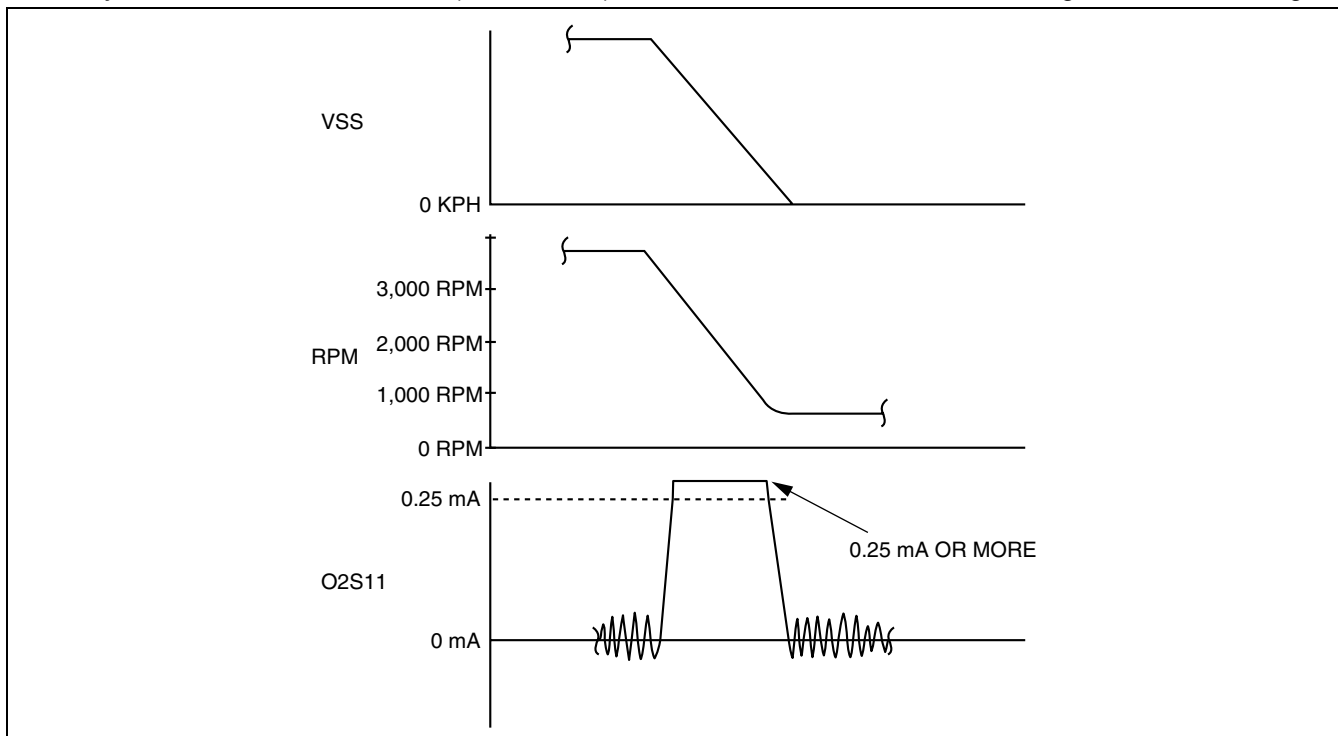 VSS
0 KPH
3,000 RPM
2,000 RPM
RPM
1,000 RPM
0 RPM
0.25 mA
0.25 mA OR MORE
O2S11
0 mA